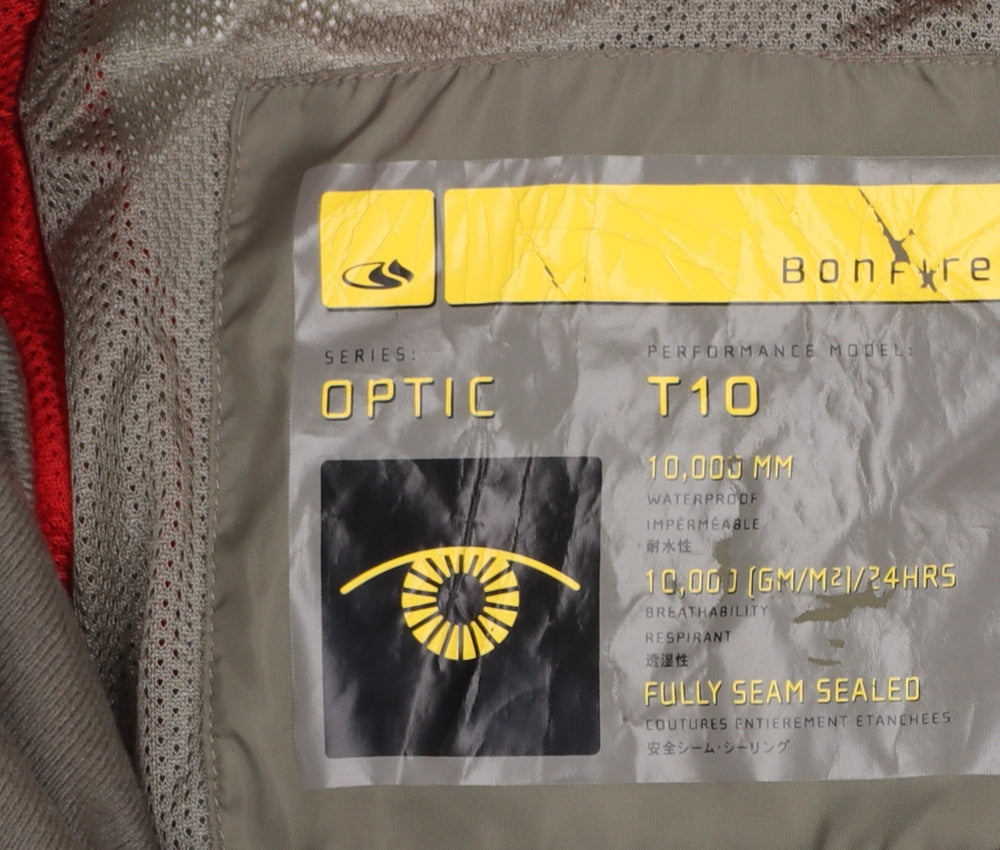 Bonfire
SERIES:
OPTIC
PERFORMANCE MODEL:
T10
10,000 MM
WATERPROOF
IMPERMÉABLE
耐水性
10,000 (GM/M2)/24HRS
BREATHABILITY
RESPIRANT
透湿性
FULLY SEAM SEALED
COUTURES ENTIEREMENT ETANCHEES
安全シーム・シーリング